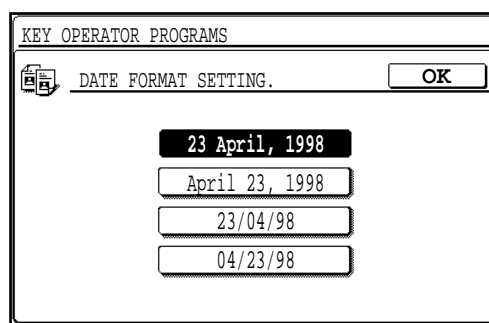 KEY OPERATOR PROGRAMS
DATE FORMAT SETTING.
OK
23 April, 1998
April 23, 1998
23/04/98
04/23/98